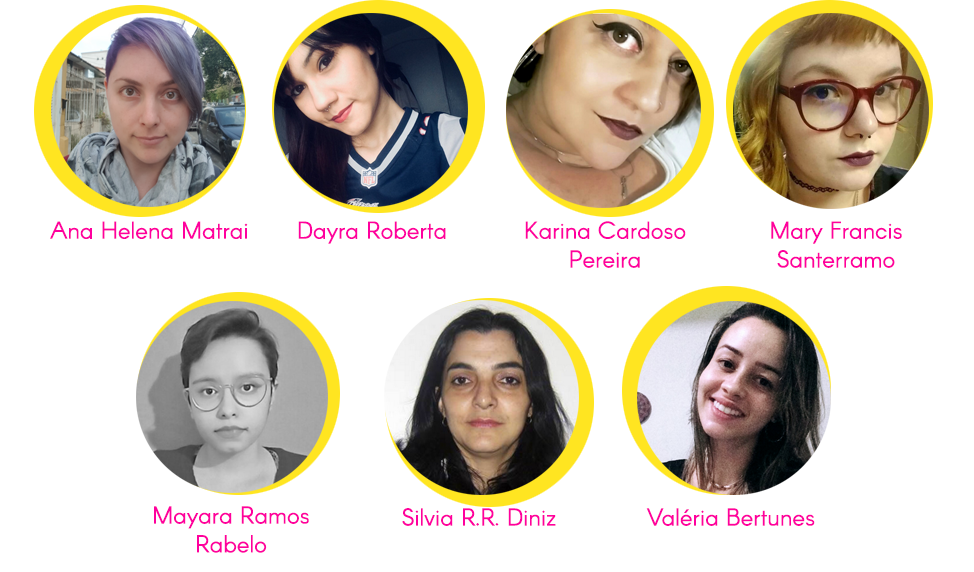 Ana Helena Matrai
Dayra Roberta
Karina Cardoso
Pereira
Mary Francis
Santerramo
Mayara Ramos
Rabelo
Silvia R.R. Diniz
Valéria Bertunes